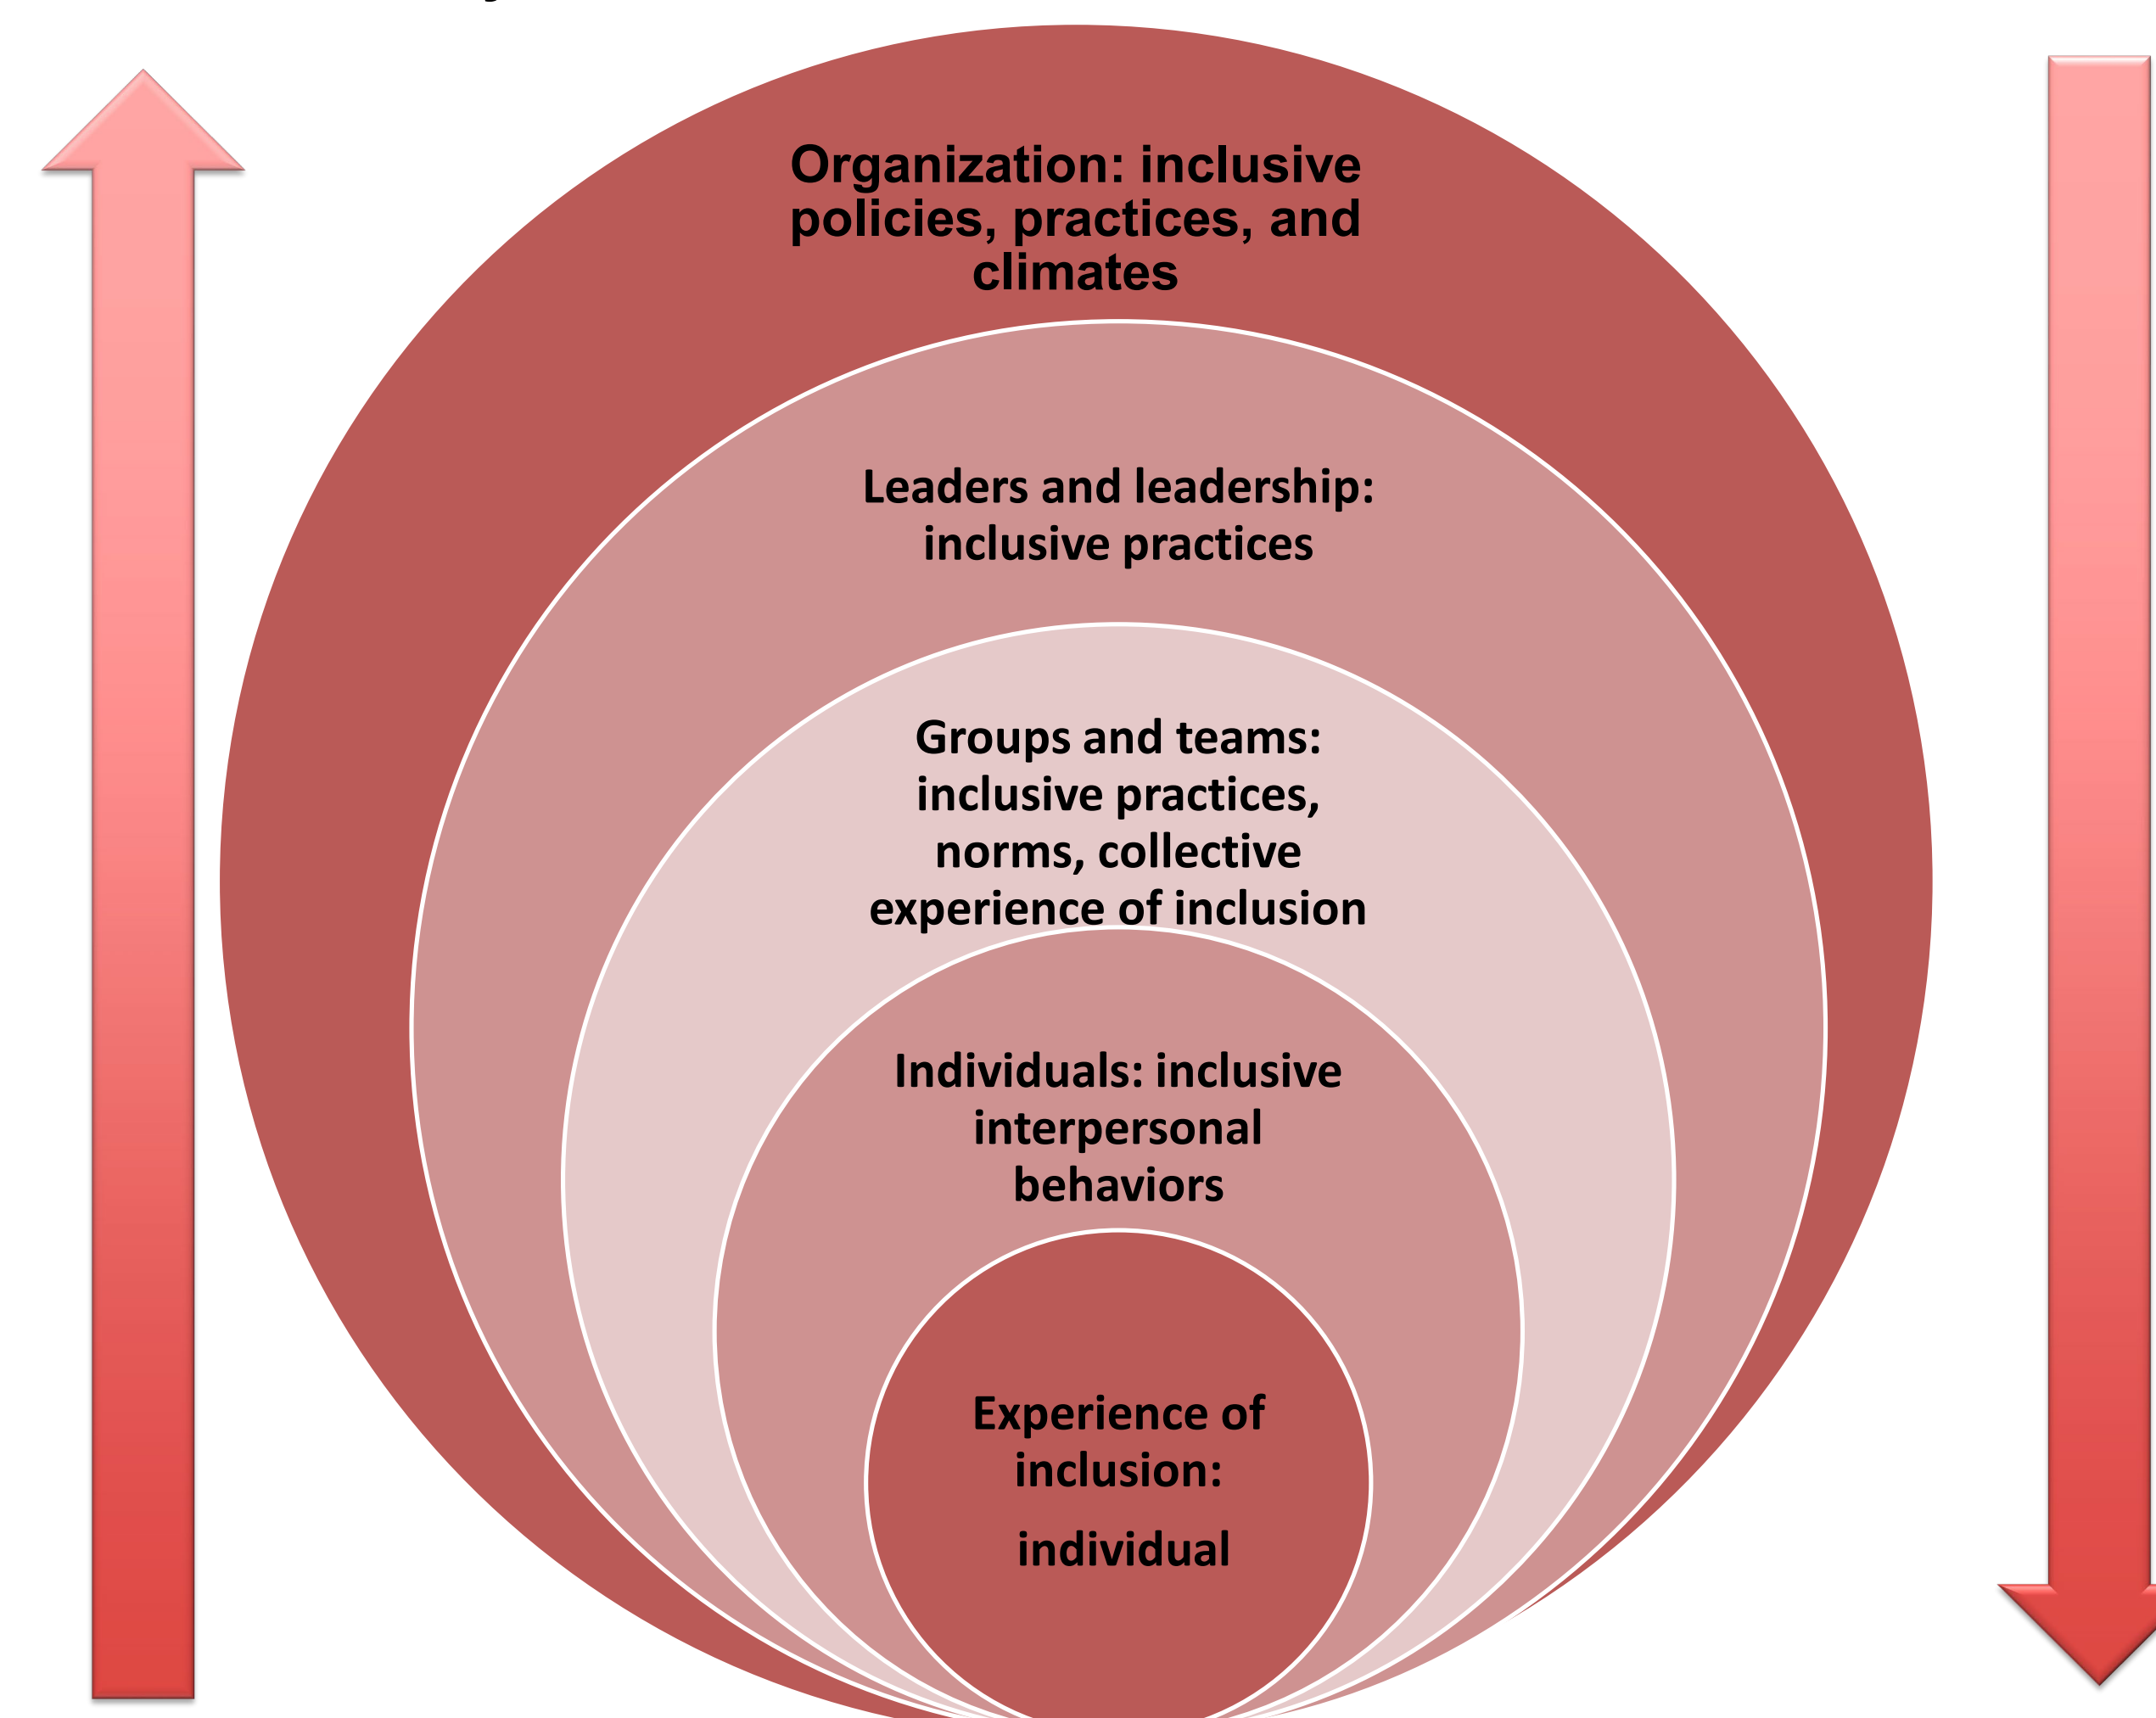 Organization: inclusive
policies, practices, and
climates
Leaders and leadership:
inclusive practices
Groups and teams:
inclusive practices,
norms, collective
experience of inclusion
Individuals: inclusive
interpersonal
behaviors
Experience of
inclusion:
individual